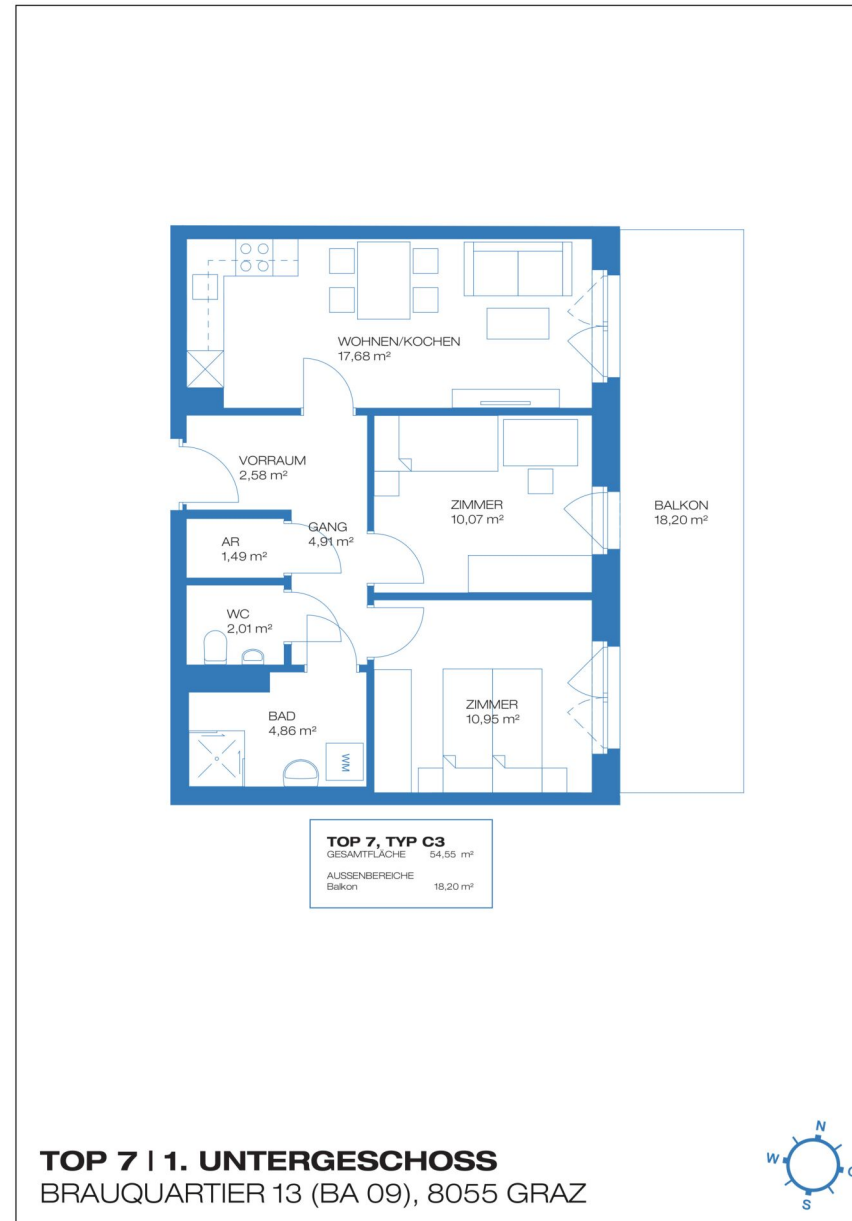 WOHNEN/KOCHEN
17,68 m²
VORRAUM
2,58 m²
ZIMMER
10,07 m²
BALKON
18,20 m²
GANG
4,91 m²
AR
1,49 m²
WC
2,01 m²
ZIMMER
10,95 m²
BAD
4,86 m²
WM
TOP 7, TYP C3
GESAMTFLÄCHE 54,55 m²
AUSSENBEREICHE
Balkon 18,20 m²
TOP 7 | 1. UNTERGESCHOSS
BRAUQUARTIER 13 (BA 09), 8055 GRAZ
N
W
S